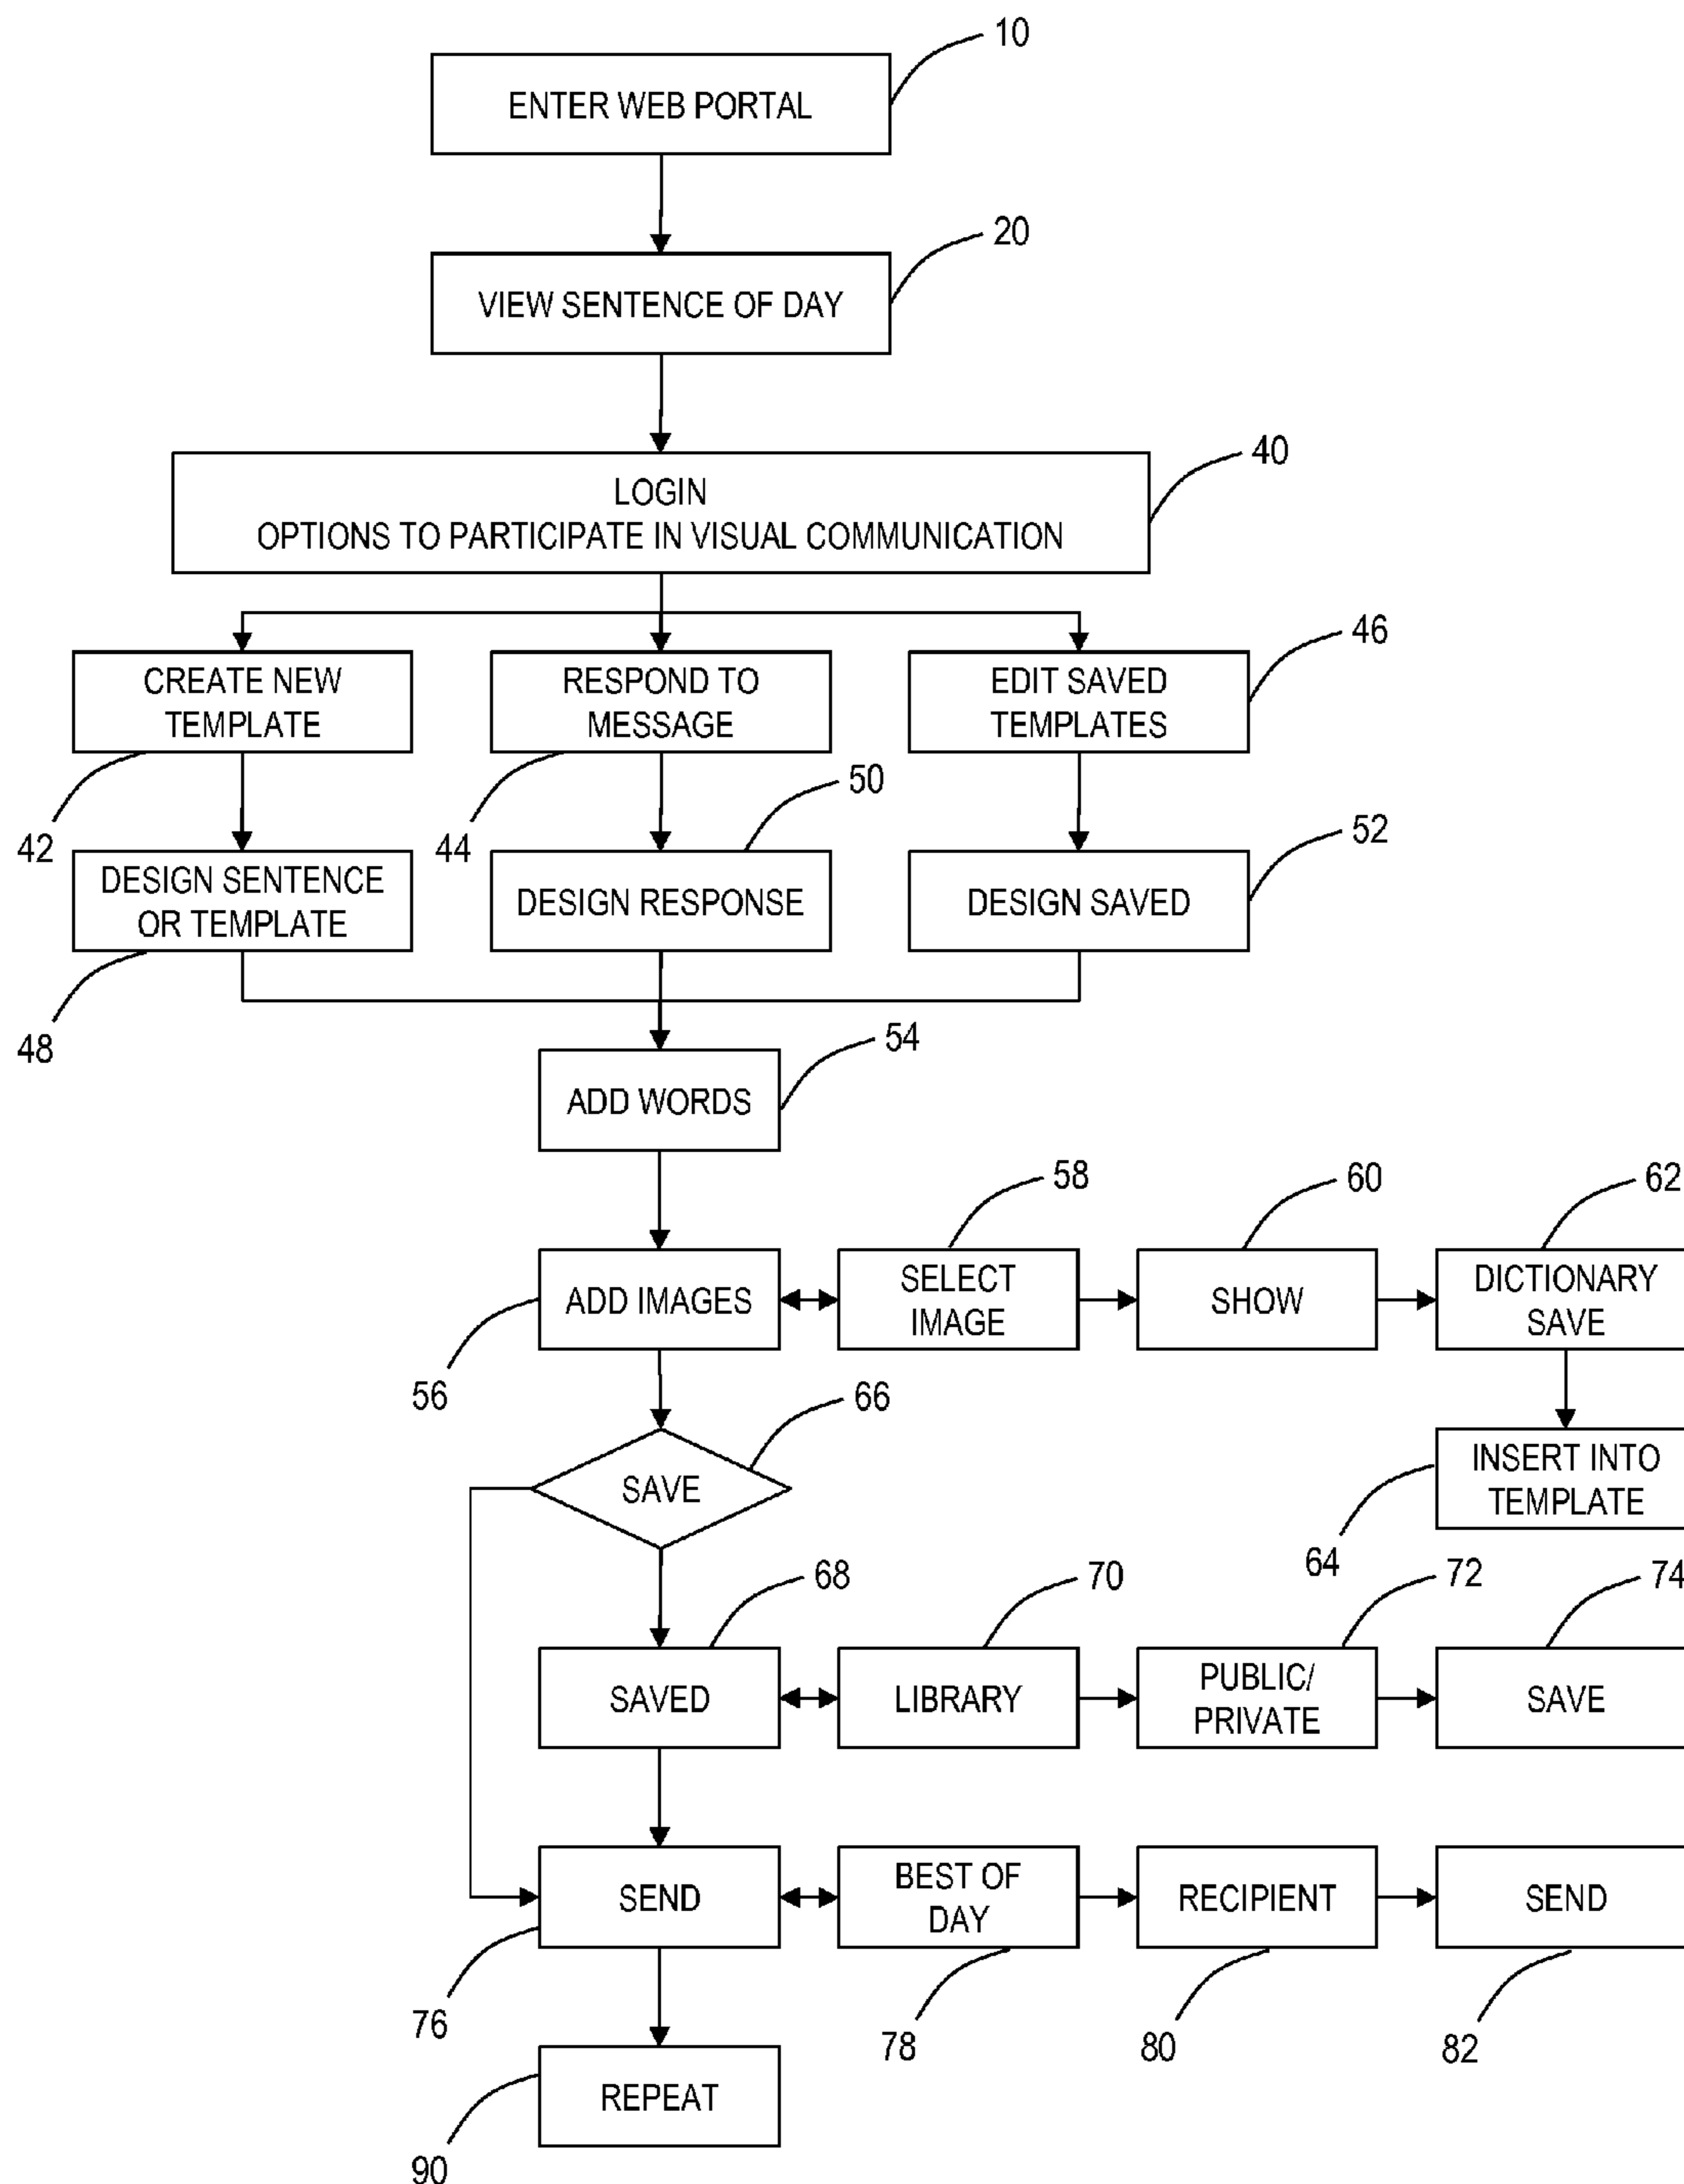 10
ENTER WEB PORTAL
20
VIEW SENTENCE OF DAY
40
LOGIN
OPTIONS TO PARTICIPATE IN VISUAL COMMUNICATION
46
CREATE NEW
TEMPLATE
RESPOND TO
MESSAGE
EDIT SAVED
TEMPLATES
42
44
50
52
DESIGN SENTENCE
OR TEMPLATE
DESIGN RESPONSE
DESIGN SAVED
48
54
ADD WORDS
58
60
62
ADD IMAGES
SELECT
IMAGE
SHOW
DICTIONARY
SAVE
56
66
SAVE
INSERT INTO
TEMPLATE
64
68
70
72
74
SAVED
LIBRARY
PUBLIC/
PRIVATE
SAVE
SEND
BEST OF
DAY
RECIPIENT
SEND
76
78
80
82
REPEAT
90